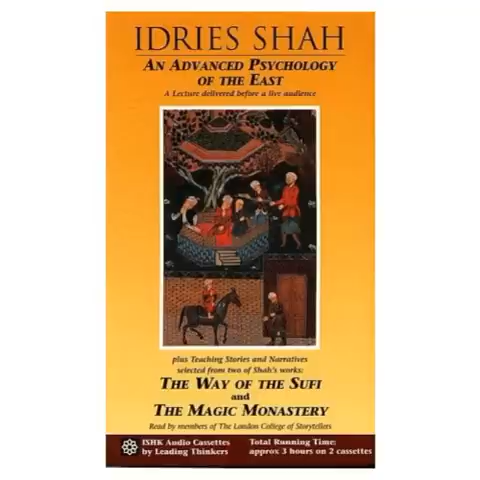 IDRIES SHAH
AN ADVANCED PSYCHOLOGY
OF THE EAST
A Lecture delivered before a live audience
plus Teaching Stories and Narratives
selected from two of Shah's works:
THE WAY OF THE SUFI
and
THE MAGIC MONASTERY
Read by members of The London College of Storytellers
ISHK Audio Cassettes
by Leading Thinkers
Total Running Time:
approx 3 hours on 2 cassettes